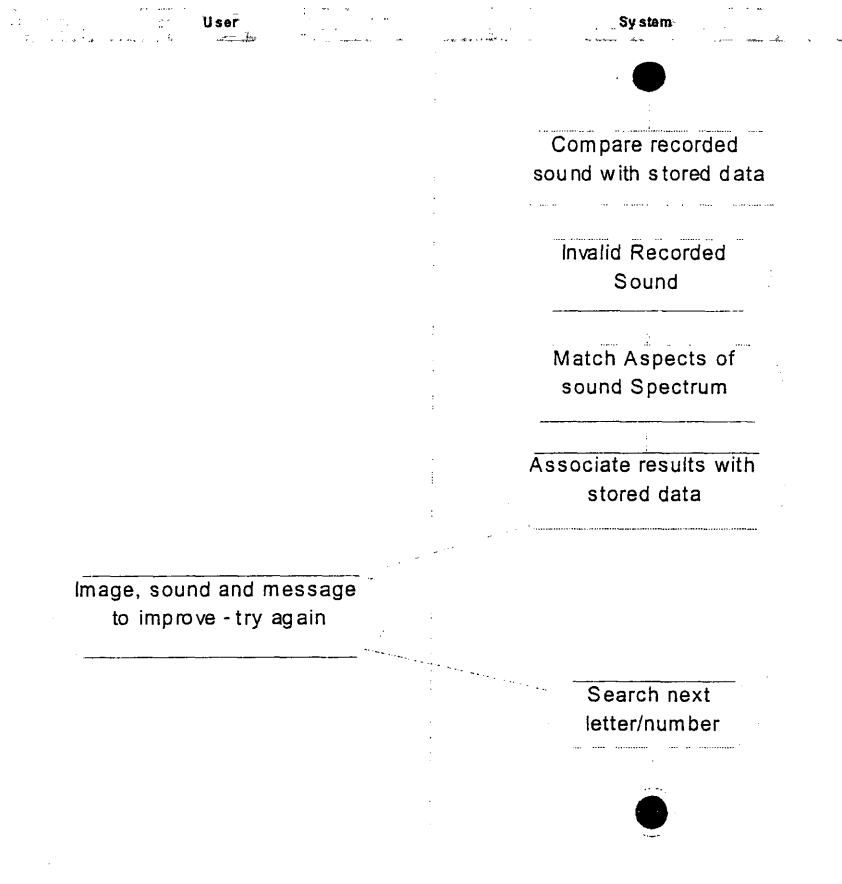 User
System
Compare recorded
sound with stored data
Invalid Recorded
Sound
Match Aspects of
sound Spectrum
Associate results with
stored data
Image, sound and message
to improve - try again
Search next
letter/number